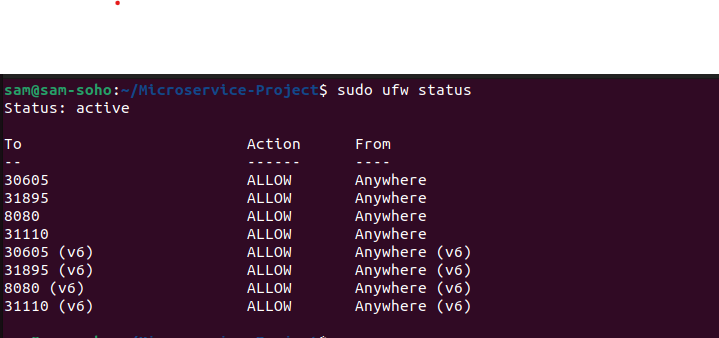 sam@sam-soho:~/Microservice-Project$ sudo ufw status
Status: active
To Action From
-- ------ ----
30605 ALLOW Anywhere
31895 ALLOW Anywhere
8080 ALLOW Anywhere
31110 ALLOW Anywhere
30605 (v6) ALLOW Anywhere (v6)
31895 (v6) ALLOW Anywhere (v6)
8080 (v6) ALLOW Anywhere (v6)
31110 (v6) ALLOW Anywhere (v6)